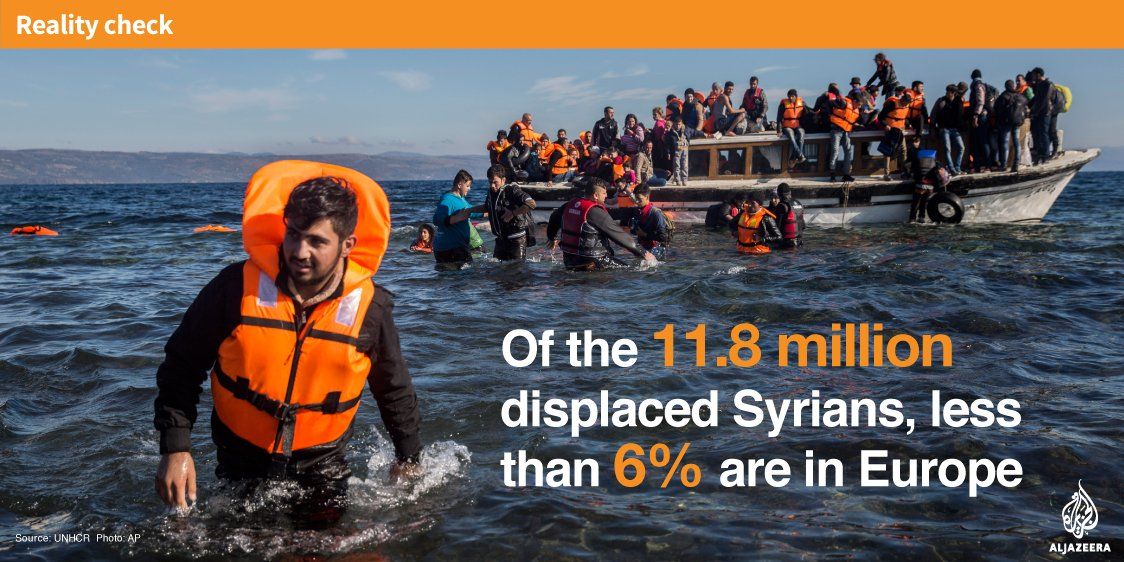 Reality check
Of the 11.8 million
displaced Syrians, less
than 6% are in Europe
Source: UNHCR Photo: AP
ALJAZEERA